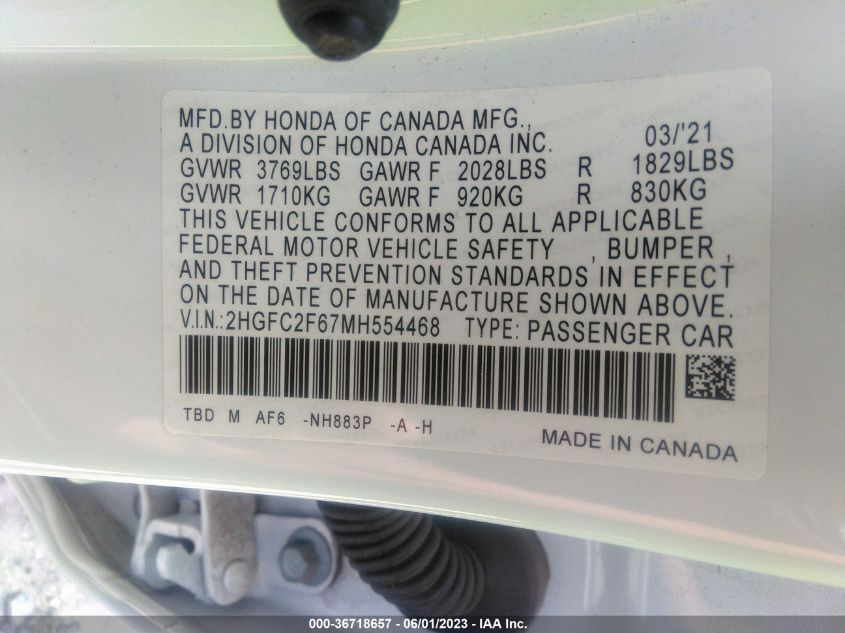 MFD.BY HONDA OF CANADA MFG.,
A DIVISION OF HONDA CANADA INC. 03/'21
GVWR 3769LBS GAWR F 2028LBS R 1829LBS
GVWR 1710KG GAWR F 920KG R 830KG
THIS VEHICLE CONFORMS TO ALL APPLICABLE
FEDERAL MOTOR VEHICLE SAFETY , BUMPER ,
AND THEFT PREVENTION STANDARDS IN EFFECT
ON THE DATE OF MANUFACTURE SHOWN ABOVE.
V.I.N.:2HGFC2F67MH554468 TYPE: PASSENGER CAR
TBD M AF6 -NH883P -A -H
MADE IN CANADA
000-36718657 - 06/01/2023 - IAA Inc.